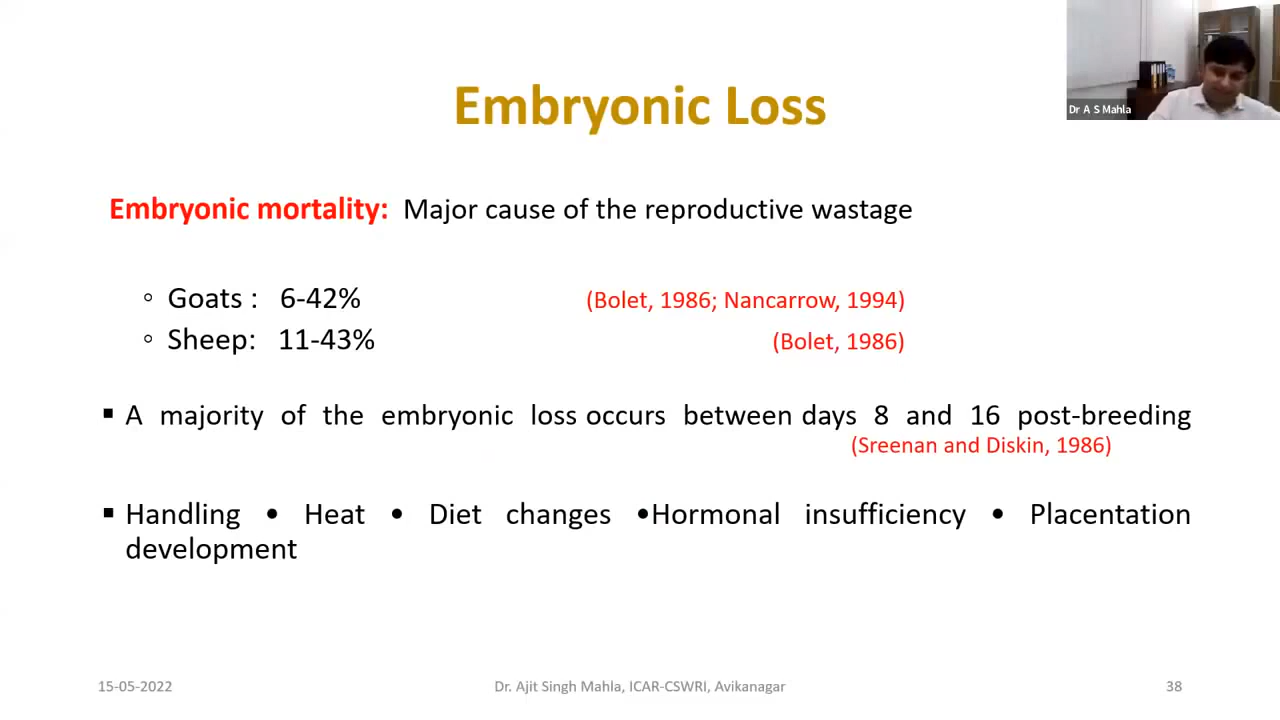 Dr A S Mahla
Embryonic Loss
Embryonic mortality: Major cause of the reproductive wastage
◦ Goats : 6-42% (Bolet, 1986; Nancarrow, 1994)
◦ Sheep: 11-43% (Bolet, 1986)
▪ A majority of the embryonic loss occurs between days 8 and 16 post-breeding
(Sreenan and Diskin, 1986)
▪ Handling • Heat • Diet changes •Hormonal insufficiency • Placentation
development
15-05-2022 Dr. Ajit Singh Mahla, ICAR-CSWRI, Avikanagar 38